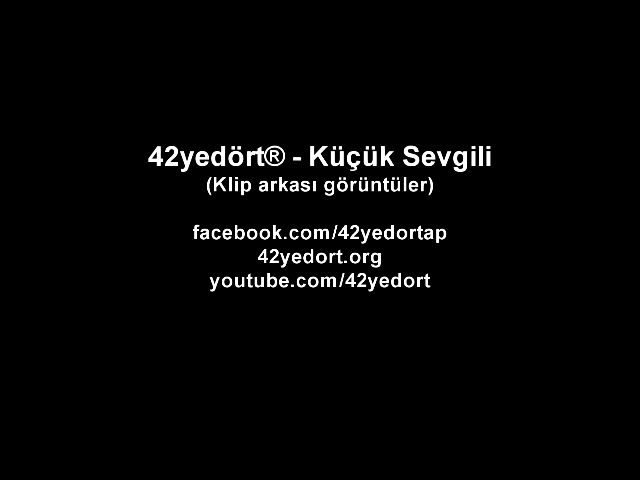 42yedört® - Küçük Sevgili
(Klip arkası görüntüler)
facebook.com/42yedortap
42yedort.org
youtube.com/42yedort